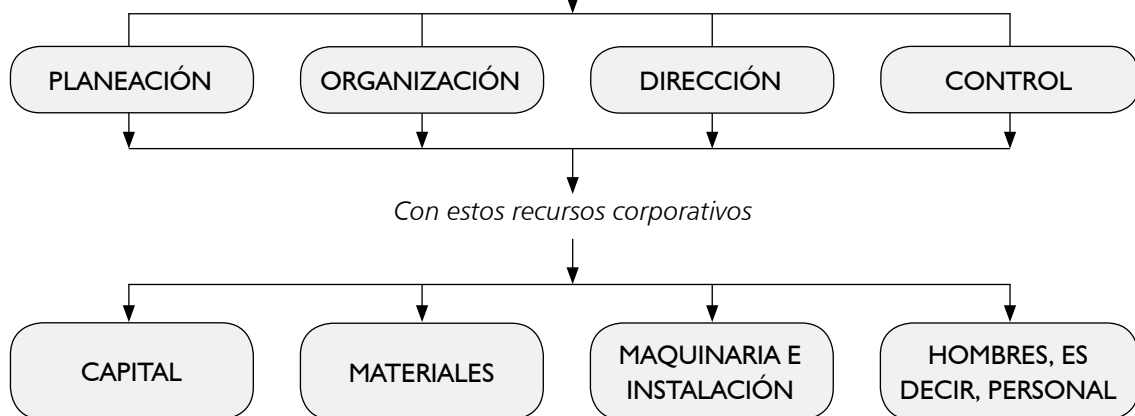 PLANEACIÓN
ORGANIZACIÓN
DIRECCIÓN
CONTROL
Con estos recursos corporativos
CAPITAL
MATERIALES
MAQUINARIA E
INSTALACIÓN
HOMBRES, ES
DECIR, PERSONAL